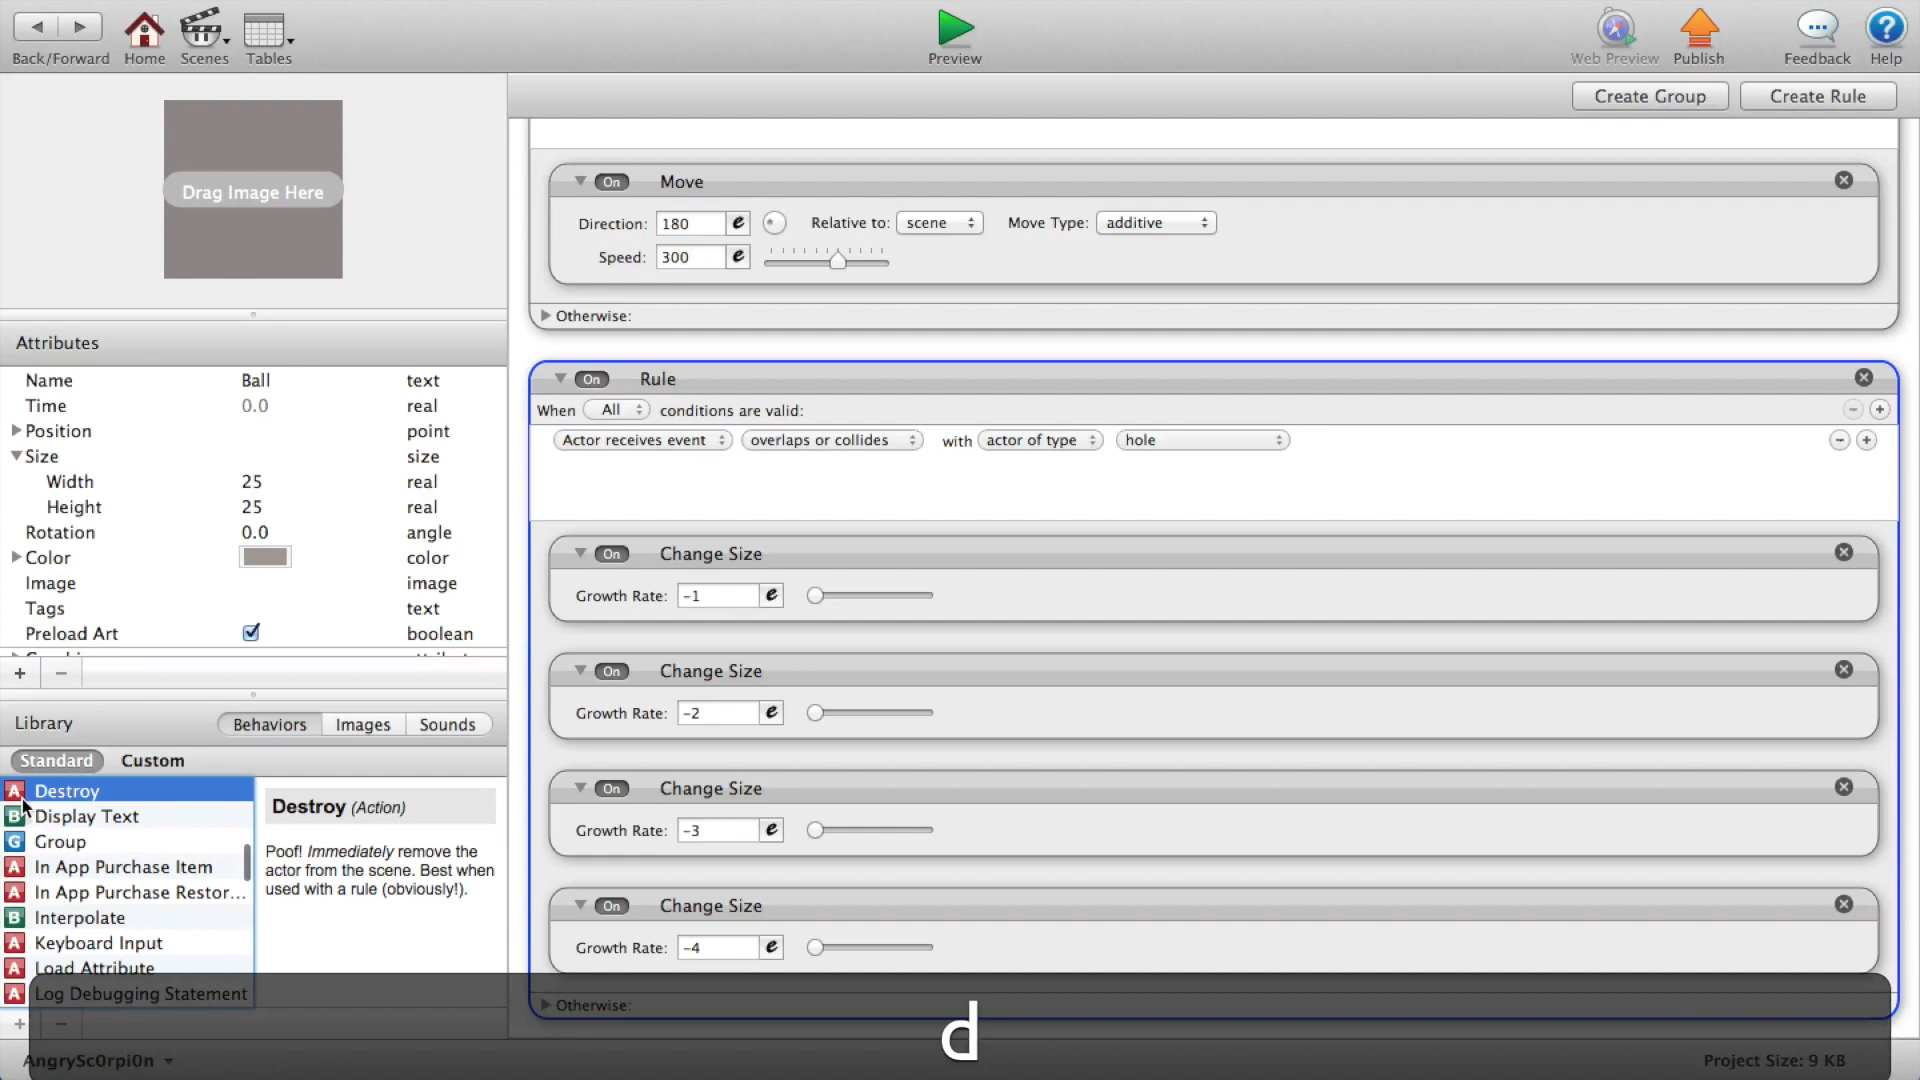 Back/Forward
Home
Scenes
Tables
Preview
Web Preview
Publish
Feedback
Help
Create Group
Create Rule
Drag Image Here
Attributes
Name Ball text
Time 0.0 real
Position point
Size size
Width 25 real
Height 25 real
Rotation 0.0 angle
Color color
Image image
Tags text
Preload Art boolean
+ −
Library
Behaviors Images Sounds
Standard Custom
A Destroy
B Display Text
G Group
A In App Purchase Item
A In App Purchase Restor...
B Interpolate
A Keyboard Input
A Load Attribute
A Log Debugging Statement
Destroy (Action)
Poof! Immediately remove the
actor from the scene. Best when
used with a rule (obviously!).
+ −
AngrySc0rpi0n
On Move
Direction: 180 e Relative to: scene Move Type: additive
Speed: 300 e
Otherwise:
On Rule
When All conditions are valid:
Actor receives event overlaps or collides with actor of type hole
On Change Size
Growth Rate: -1 e
On Change Size
Growth Rate: -2 e
On Change Size
Growth Rate: -3 e
On Change Size
Growth Rate: -4 e
Otherwise:
d
Project Size: 9 KB